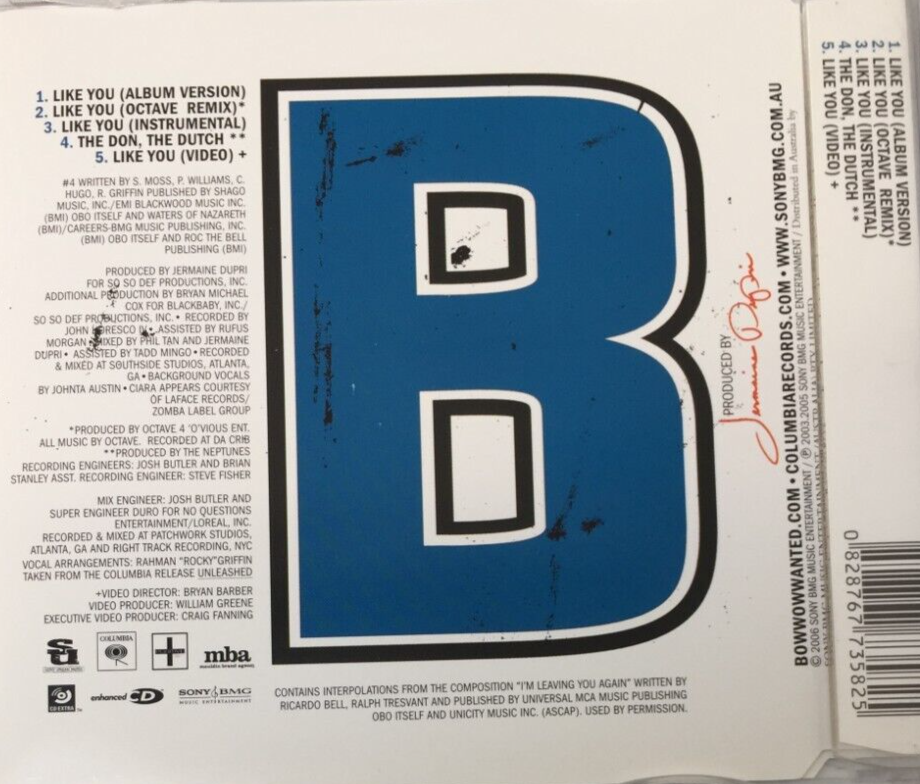 1. LIKE YOU (ALBUM VERSION)
2. LIKE YOU (OCTAVE REMIX)*
3. LIKE YOU (INSTRUMENTAL)
4. THE DON, THE DUTCH **
5. LIKE YOU (VIDEO) +
#4 WRITTEN BY S. MOSS, P. WILLIAMS, C.
HUGO, R. GRIFFIN PUBLISHED BY SHAGO
MUSIC, INC./EMI BLACKWOOD MUSIC INC.
(BMI) OBO ITSELF AND WATERS OF NAZARETH
(BMI)/CAREERS-BMG MUSIC PUBLISHING, INC.
(BMI) OBO ITSELF AND ROC THE BELL
PUBLISHING (BMI)
PRODUCED BY JERMAINE DUPRI
FOR SO SO DEF PRODUCTIONS, INC.
ADDITIONAL PRODUCTION BY BRYAN MICHAEL
COX FOR BLACKBABY, INC./
SO SO DEF PRODUCTIONS, INC. • RECORDED BY
JOHN ASSISTED BY RUFUS
MORGAN • MIXED BY PHIL TAN AND JERMAINE
DUPRI • ASSISTED BY TADD MINGO • RECORDED
& MIXED AT SOUTHSIDE STUDIOS, ATLANTA,
GA • BACKGROUND VOCALS
BY JOHNTA AUSTIN • CIARA APPEARS COURTESY
OF LAFACE RECORDS/
ZOMBA LABEL GROUP
*PRODUCED BY OCTAVE 4 'O'VIOUS ENT.
ALL MUSIC BY OCTAVE. RECORDED AT DA CRIB
**PRODUCED BY THE NEPTUNES
RECORDING ENGINEERS: JOSH BUTLER AND BRIAN
STANLEY ASST. RECORDING ENGINEER: STEVE FISHER
MIX ENGINEER: JOSH BUTLER AND
SUPER ENGINEER DURO FOR NO QUESTIONS
ENTERTAINMENT/LOREAL, INC.
RECORDED & MIXED AT PATCHWORK STUDIOS,
ATLANTA, GA AND RIGHT TRACK RECORDING, NYC
VOCAL ARRANGEMENTS: RAHMAN "ROCKY"GRIFFIN
TAKEN FROM THE COLUMBIA RELEASE UNLEASHED
+VIDEO DIRECTOR: BRYAN BARBER
VIDEO PRODUCER: WILLIAM GREENE
EXECUTIVE VIDEO PRODUCER: CRAIG FANNING
COLUMBIA
mba
CD-EXTRA
enhanced CD
SONY BMG
MUSIC ENTERTAINMENT
B
CONTAINS INTERPOLATIONS FROM THE COMPOSITION "I'M LEAVING YOU AGAIN" WRITTEN BY
RICARDO BELL, RALPH TRESVANT AND PUBLISHED BY UNIVERSAL MCA MUSIC PUBLISHING
OBO ITSELF AND UNICITY MUSIC INC. (ASCAP). USED BY PERMISSION.
PRODUCED BY
Jermaine Dupri
BOWWOWWANTED.COM • COLUMBIARECORDS.COM • WWW.SONYBMG.COM.AU
© 2006 SONY BMG MUSIC ENTERTAINMENT / ℗ 2003, 2005 SONY BMG MUSIC ENTERTAINMENT / Distributed in Australia by
1. LIKE YOU (ALBUM VERSION)
2. LIKE YOU (OCTAVE REMIX)*
3. LIKE YOU (INSTRUMENTAL)
4. THE DON, THE DUTCH **
5. LIKE YOU (VIDEO) +
0 82876 77358 2 5